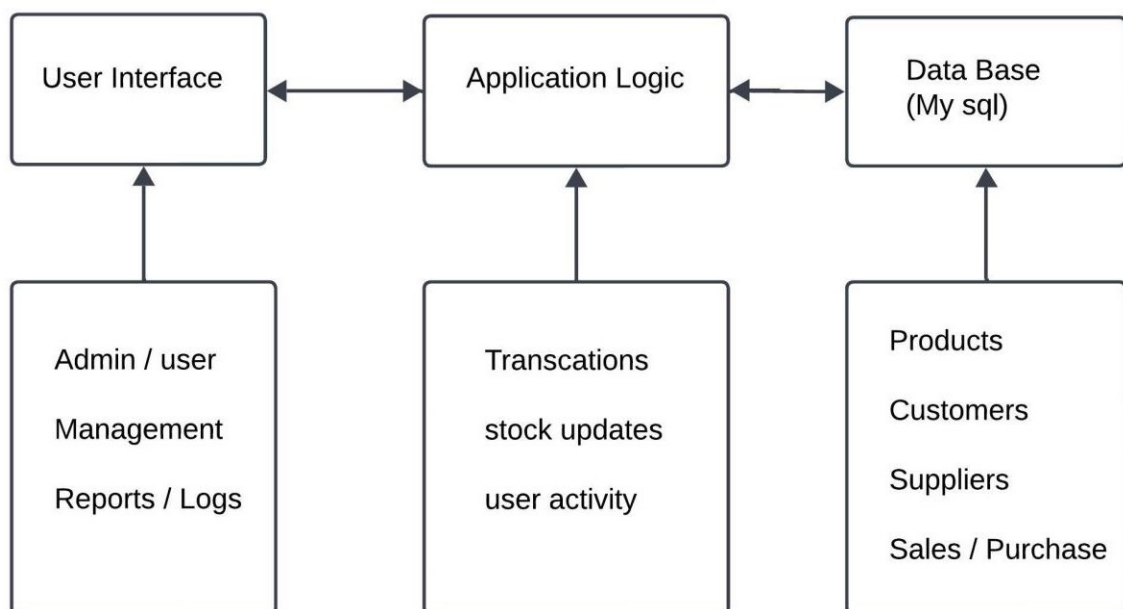 User Interface
Application Logic
Data Base
(My sql)
Admin / user
Management
Reports / Logs
Transcations
stock updates
user activity
Products
Customers
Suppliers
Sales / Purchase